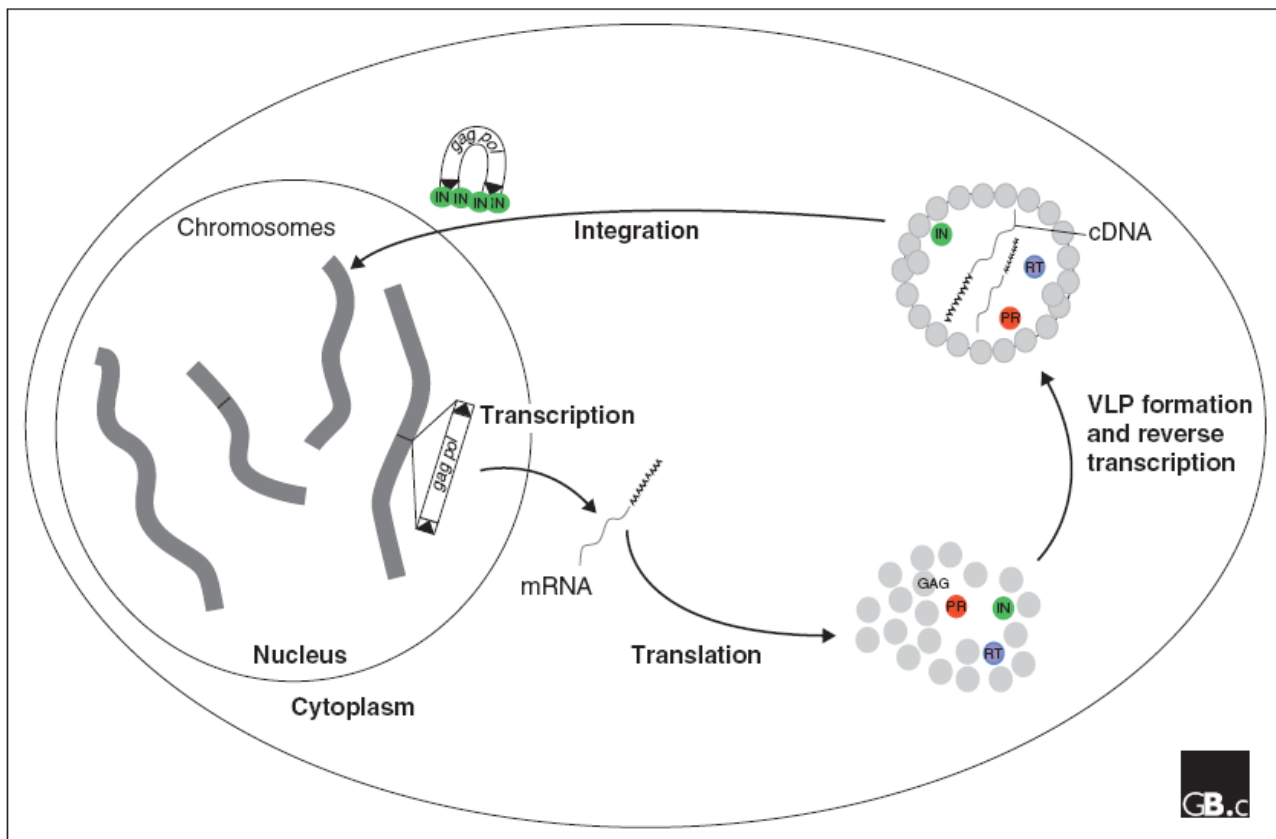 gag pol
IN IN IN IN
Chromosomes
Integration
IN
cDNA
RT
PR
Transcription
gag pol
VLP formation
and reverse
transcription
mRNA
GAG
PR
IN
RT
Translation
Nucleus
Cytoplasm
GB.c